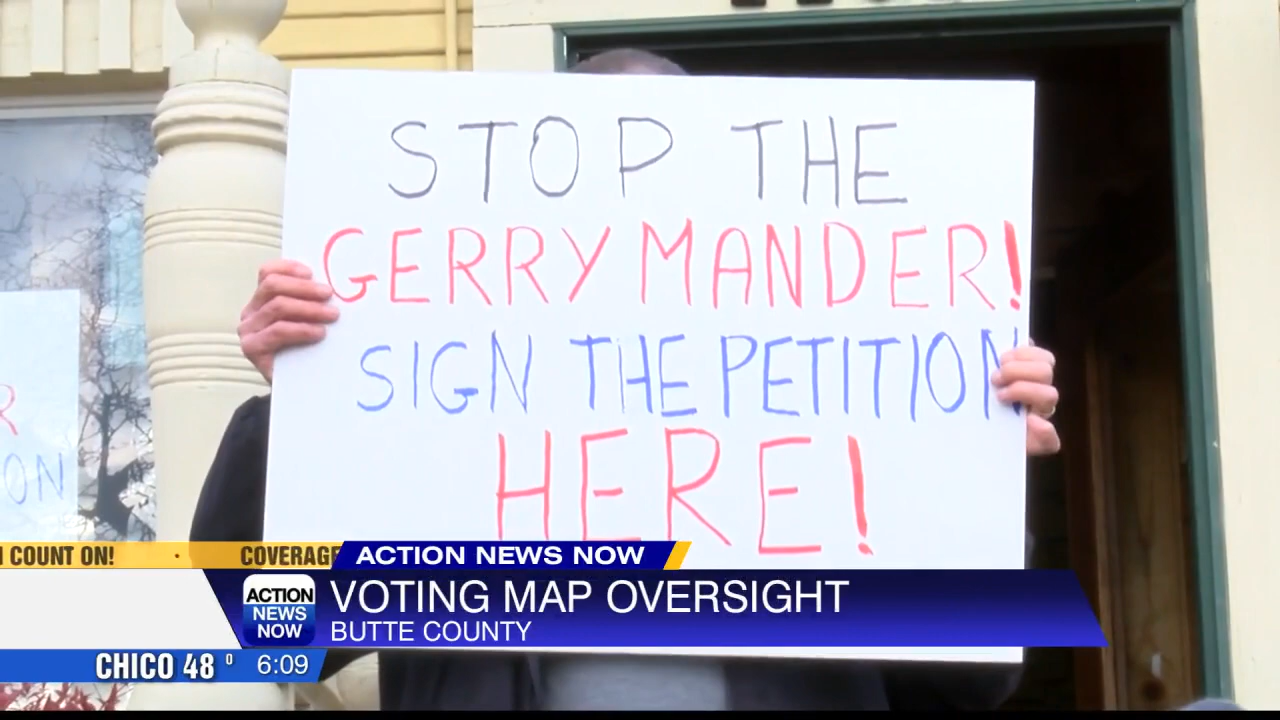 STOP THE
GERRYMANDER!
SIGN THE PETITION
HERE!
R
ON
COUNT ON! · COVERAGE
ACTION NEWS NOW
ACTION
NEWS
NOW
VOTING MAP OVERSIGHT
BUTTE COUNTY
CHICO 48° 6:09